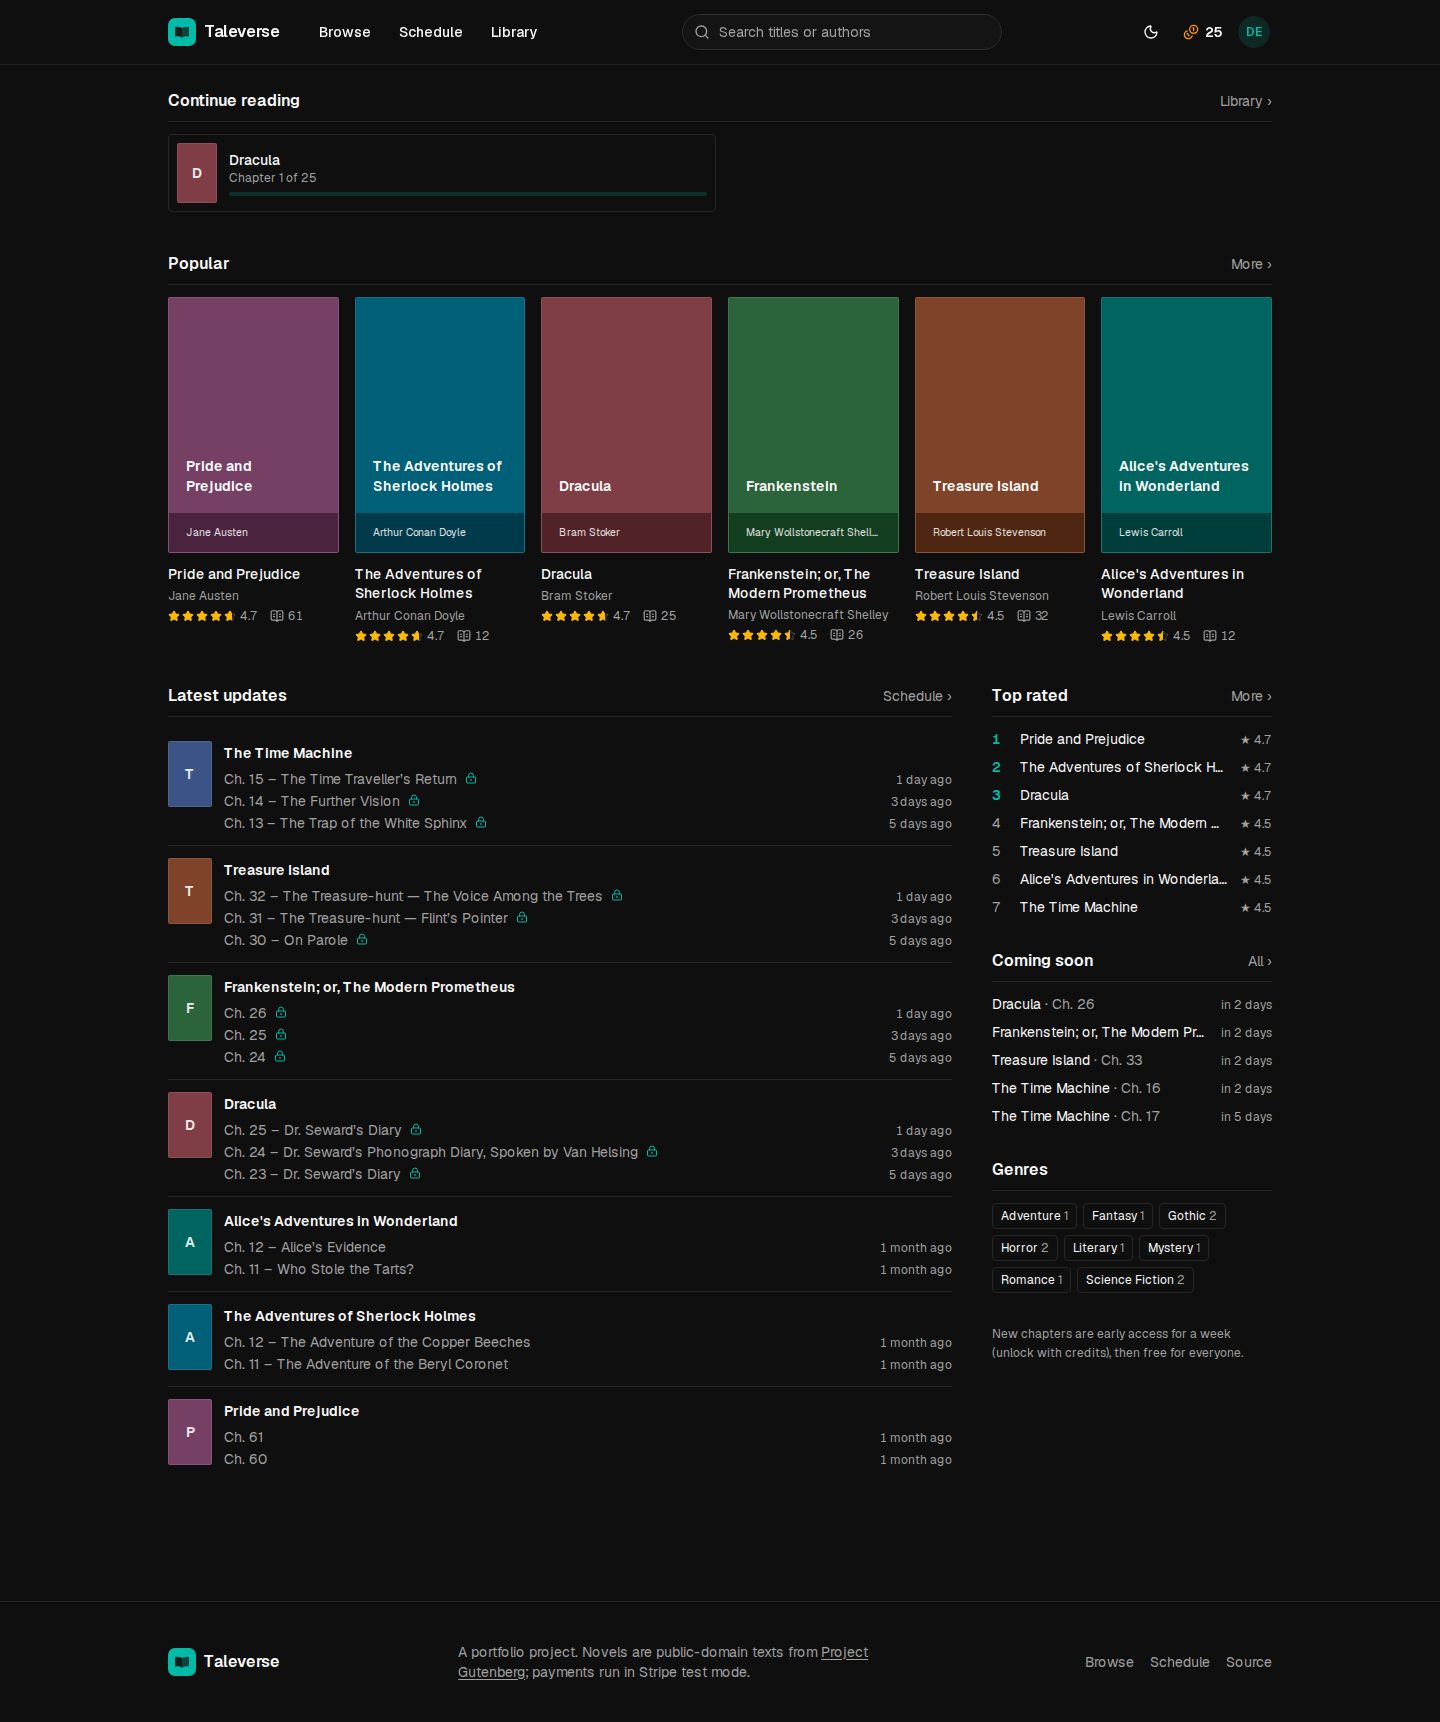 Taleverse
Browse
Schedule
Library
Search titles or authors
25
DE
Continue reading
Library ›
D
Dracula
Chapter 1 of 25
Popular
More ›
Pride and
Prejudice
Jane Austen
The Adventures of
Sherlock Holmes
Arthur Conan Doyle
Dracula
Bram Stoker
Frankenstein
Mary Wollstonecraft Shell...
Treasure Island
Robert Louis Stevenson
Alice's Adventures
in Wonderland
Lewis Carroll
Pride and Prejudice
Jane Austen
4.7 61
The Adventures of
Sherlock Holmes
Arthur Conan Doyle
4.7 12
Dracula
Bram Stoker
4.7 25
Frankenstein; or, The
Modern Prometheus
Mary Wollstonecraft Shelley
4.5 26
Treasure Island
Robert Louis Stevenson
4.5 32
Alice's Adventures in
Wonderland
Lewis Carroll
4.5 12
Latest updates
Schedule ›
T
The Time Machine
Ch. 15 – The Time Traveller's Return 1 day ago
Ch. 14 – The Further Vision 3 days ago
Ch. 13 – The Trap of the White Sphinx 5 days ago
T
Treasure Island
Ch. 32 – The Treasure-hunt — The Voice Among the Trees 1 day ago
Ch. 31 – The Treasure-hunt — Flint's Pointer 3 days ago
Ch. 30 – On Parole 5 days ago
F
Frankenstein; or, The Modern Prometheus
Ch. 26 1 day ago
Ch. 25 3 days ago
Ch. 24 5 days ago
D
Dracula
Ch. 25 – Dr. Seward's Diary 1 day ago
Ch. 24 – Dr. Seward's Phonograph Diary, Spoken by Van Helsing 3 days ago
Ch. 23 – Dr. Seward's Diary 5 days ago
A
Alice's Adventures in Wonderland
Ch. 12 – Alice's Evidence 1 month ago
Ch. 11 – Who Stole the Tarts? 1 month ago
A
The Adventures of Sherlock Holmes
Ch. 12 – The Adventure of the Copper Beeches 1 month ago
Ch. 11 – The Adventure of the Beryl Coronet 1 month ago
P
Pride and Prejudice
Ch. 61 1 month ago
Ch. 60 1 month ago
Top rated
More ›
1 Pride and Prejudice ★ 4.7
2 The Adventures of Sherlock H... ★ 4.7
3 Dracula ★ 4.7
4 Frankenstein; or, The Modern ... ★ 4.5
5 Treasure Island ★ 4.5
6 Alice's Adventures in Wonderla... ★ 4.5
7 The Time Machine ★ 4.5
Coming soon
All ›
Dracula · Ch. 26 in 2 days
Frankenstein; or, The Modern Pr... in 2 days
Treasure Island · Ch. 33 in 2 days
The Time Machine · Ch. 16 in 2 days
The Time Machine · Ch. 17 in 5 days
Genres
Adventure 1 Fantasy 1 Gothic 2
Horror 2 Literary 1 Mystery 1
Romance 1 Science Fiction 2
New chapters are early access for a week
(unlock with credits), then free for everyone.
Taleverse
A portfolio project. Novels are public-domain texts from Project
Gutenberg; payments run in Stripe test mode.
Browse
Schedule
Source